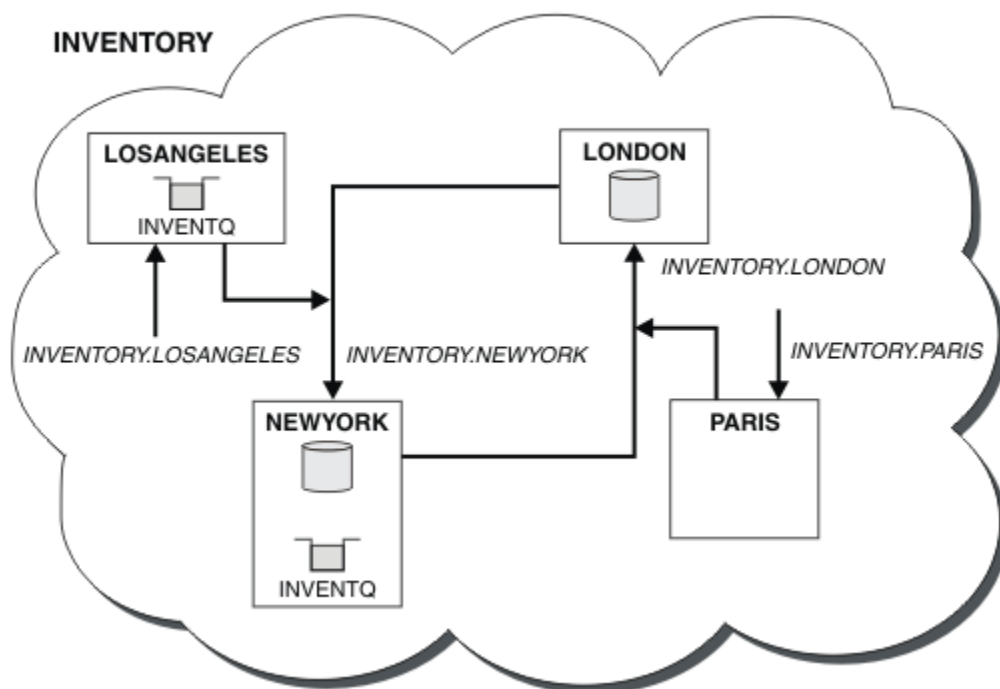 INVENTORY
LOSANGELES
INVENTQ
LONDON
INVENTORY.LONDON
INVENTORY.LOSANGELES
INVENTORY.NEWYORK
INVENTORY.PARIS
NEWYORK
INVENTQ
PARIS